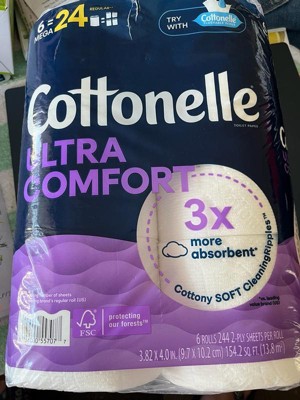 6=24
MEGA
REGULAR
TRY
WITH
Cottonelle
Cottonelle
TOILET PAPER
ULTRA
COMFORT
3x
more
absorbent*
Cottony SOFT CleaningRipples™
FSC
protecting
our forests™
6 ROLLS 244 2-PLY SHEETS PER ROLL
3.82 X 4.0 IN. (9.7 X 10.2 CM) 154.2 SQ. FT. (13.8 m²)